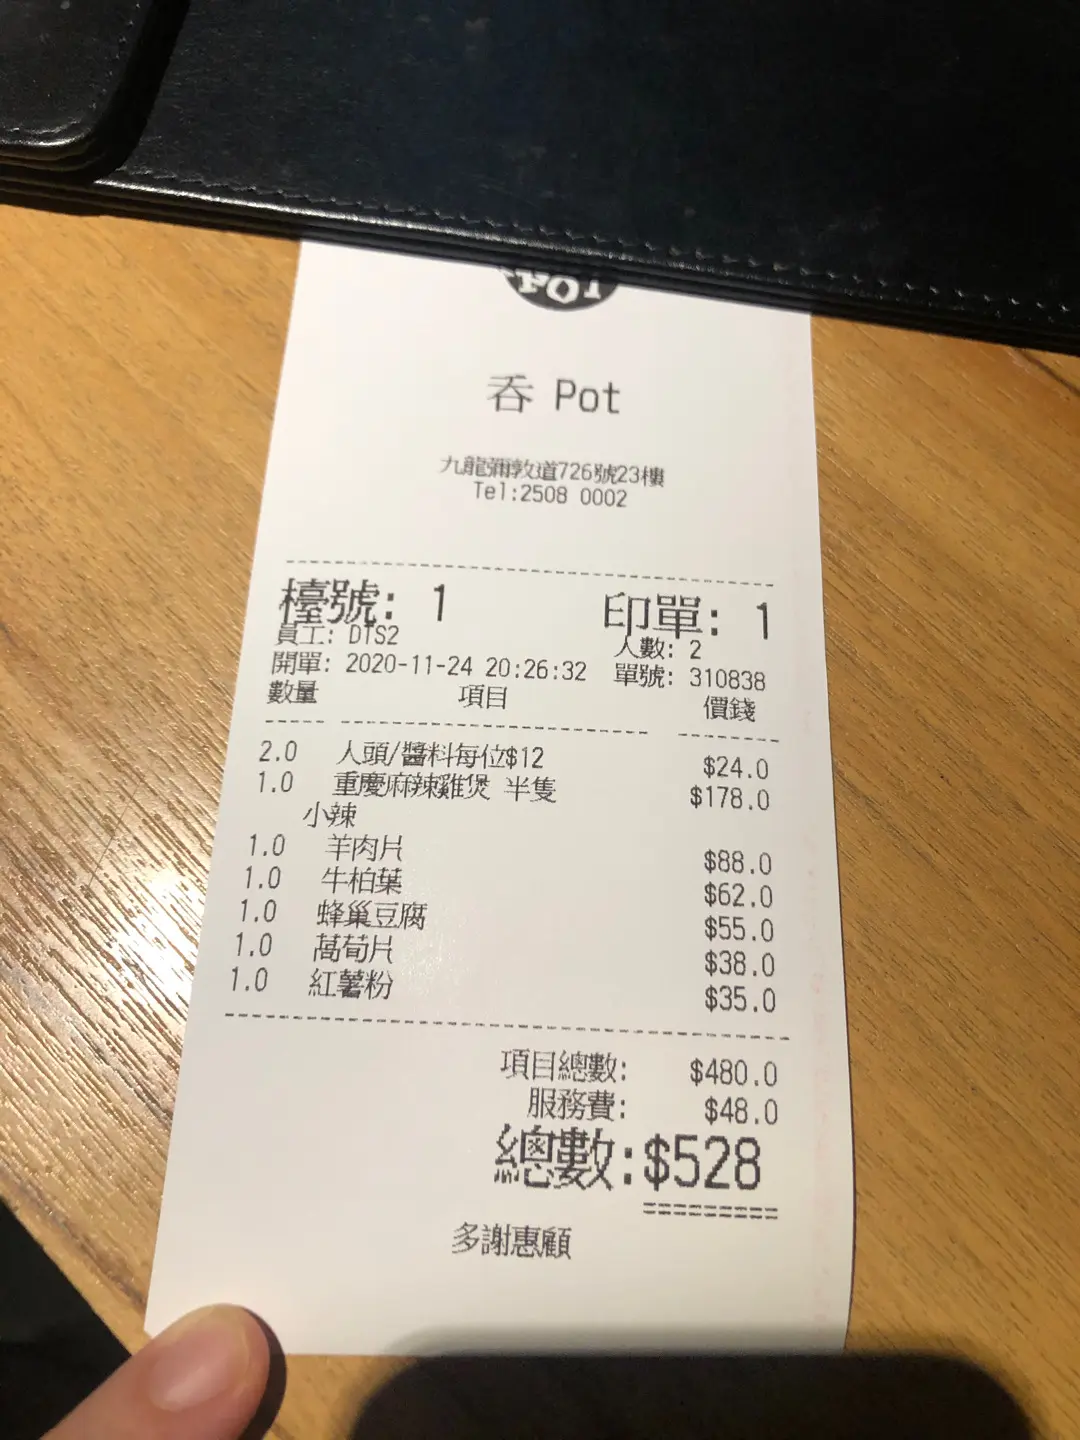 POT
呑 Pot
九龍彌敦道726號23樓
Tel:2508 0002
檯號: 1 印單: 1
員工: DTS2 人數: 2
開單: 2020-11-24 20:26:32 單號: 310838
數量 項目 價錢
2.0 人頭/醬料每位$12 $24.0
1.0 重慶麻辣雞煲 半隻 $178.0
小辣
1.0 羊肉片 $88.0
1.0 牛柏葉 $62.0
1.0 蜂巢豆腐 $55.0
1.0 萵荀片 $38.0
1.0 紅薯粉 $35.0
項目總數: $480.0
服務費: $48.0
總數:$528
=========
多謝惠顧